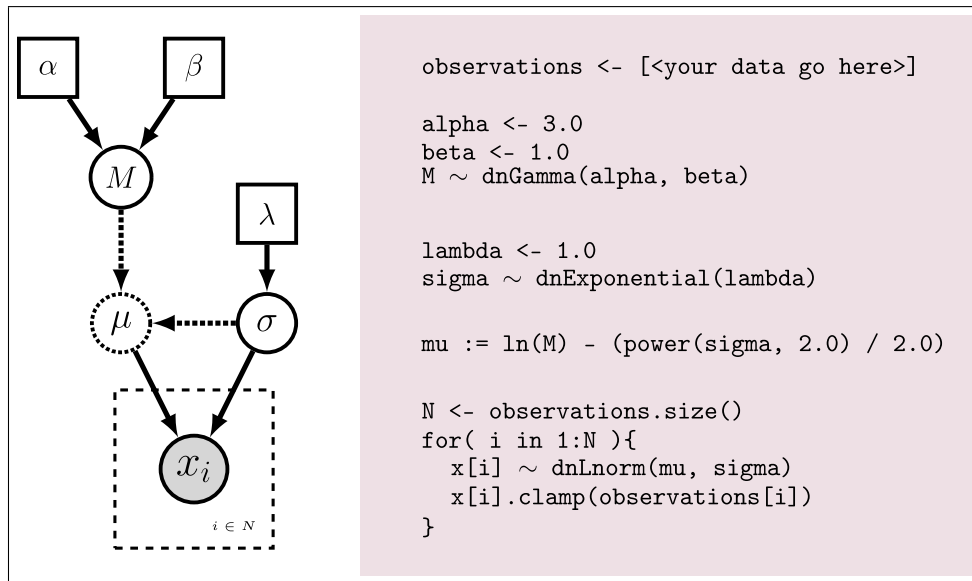 α
β
M
λ
μ
σ
x_i
i ∈ N
observations <- [<your data go here>]
alpha <- 3.0
beta <- 1.0
M ∼ dnGamma(alpha, beta)
lambda <- 1.0
sigma ∼ dnExponential(lambda)
mu := ln(M) - (power(sigma, 2.0) / 2.0)
N <- observations.size()
for( i in 1:N ){
  x[i] ∼ dnLnorm(mu, sigma)
  x[i].clamp(observations[i])
}